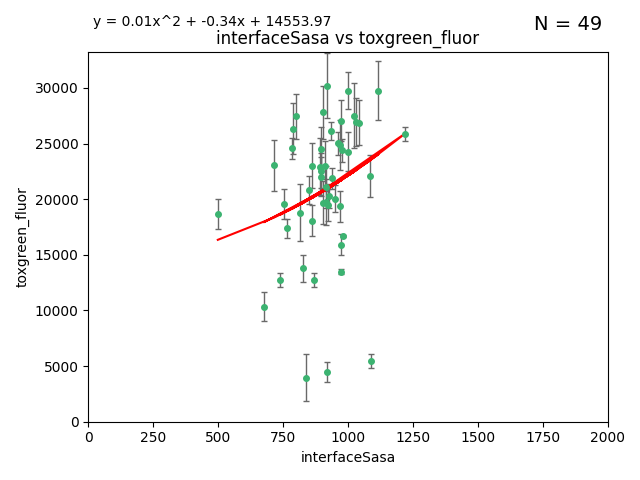 y = 0.01x^2 + -0.34x + 14553.97
N = 49
interfaceSasa vs toxgreen_fluor
toxgreen_fluor
30000
25000
20000
15000
10000
5000
0
0 250 500 750 1000 1250 1500 1750 2000
interfaceSasa